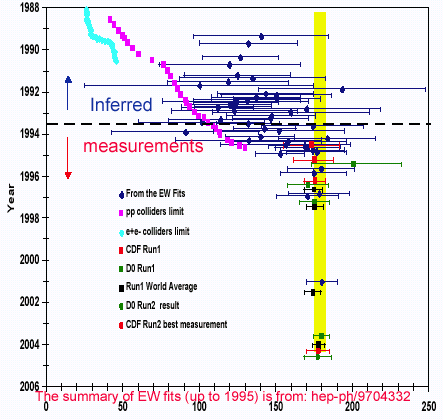 1988
1990
1992
1994
1996
1998
2000
2002
2004
2006
Year
Inferred
measurements
From the EW Fits
pp colliders limit
e+e- colliders limit
CDF Run1
D0 Run1
Run1 World Average
D0 Run2 result
CDF Run2 best measurement
0 50 100 150 200 250
The summary of EW fits (up to 1995) is from: hep-ph/9704332